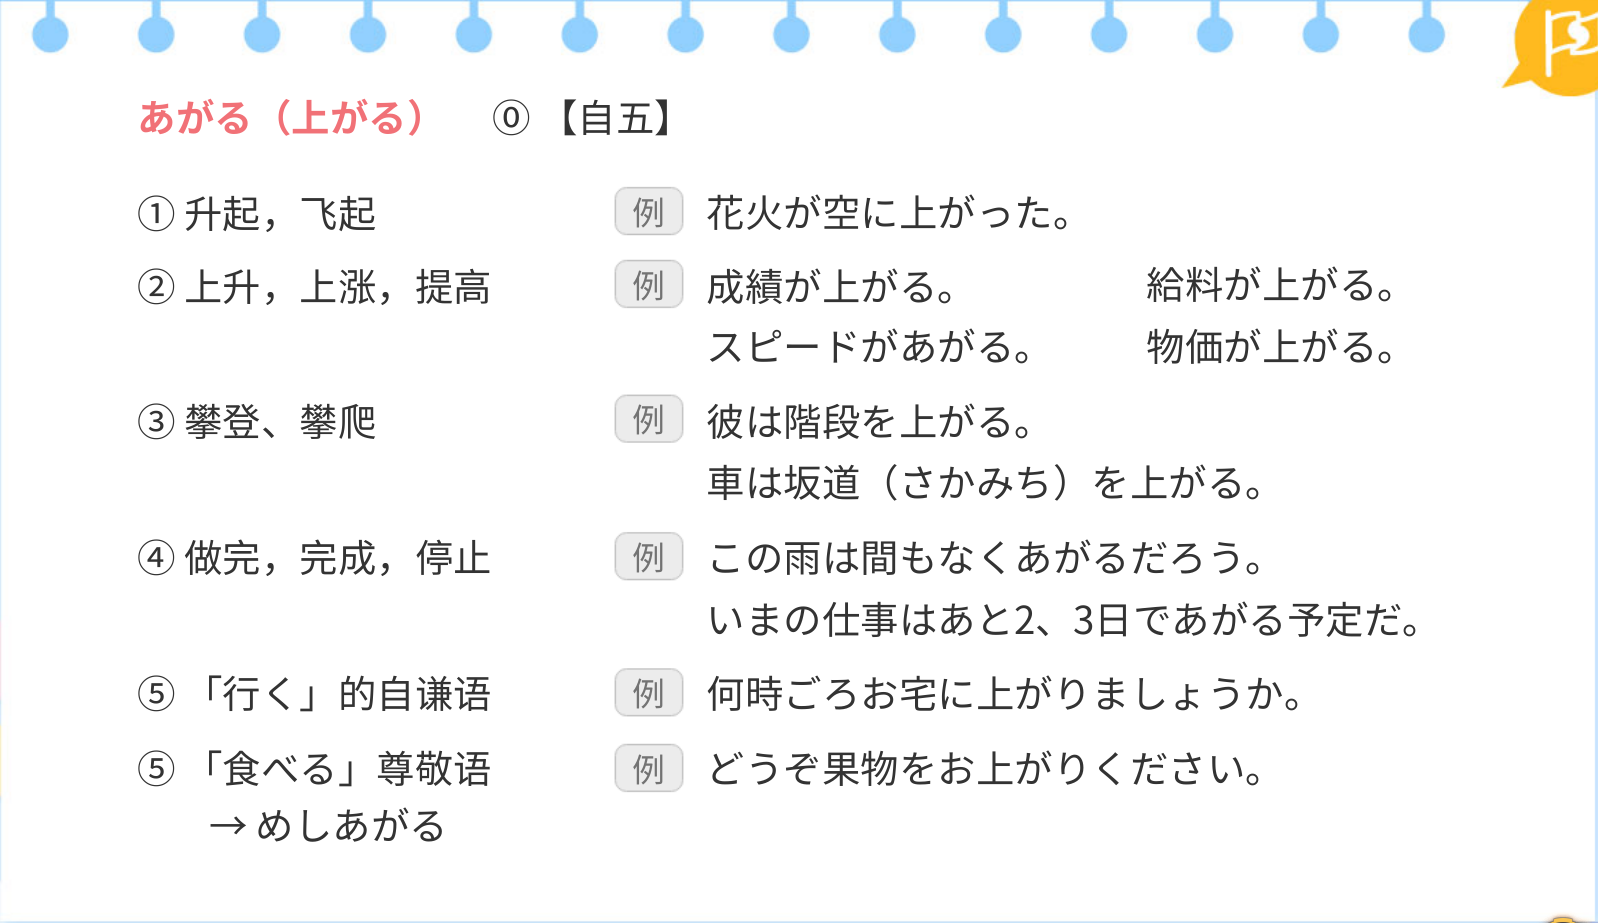 あがる（上がる） ⓪ 【自五】
① 升起，飞起 例 花火が空に上がった。
② 上升，上涨，提高 例 成績が上がる。 給料が上がる。
スピードがあがる。 物価が上がる。
③ 攀登、攀爬 例 彼は階段を上がる。
車は坂道（さかみち）を上がる。
④ 做完，完成，停止 例 この雨は間もなくあがるだろう。
いまの仕事はあと2、3日であがる予定だ。
⑤ 「行く」的自谦语 例 何時ごろお宅に上がりましょうか。
⑤ 「食べる」尊敬语 例 どうぞ果物をお上がりください。
→ めしあがる